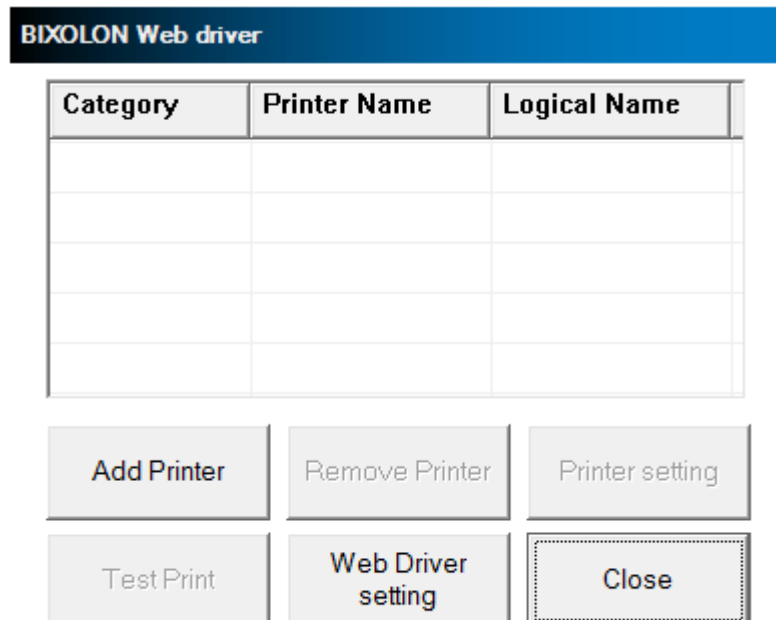 BIXOLON Web driver
Category Printer Name Logical Name
Add Printer Remove Printer Printer setting
Test Print Web Driver setting Close